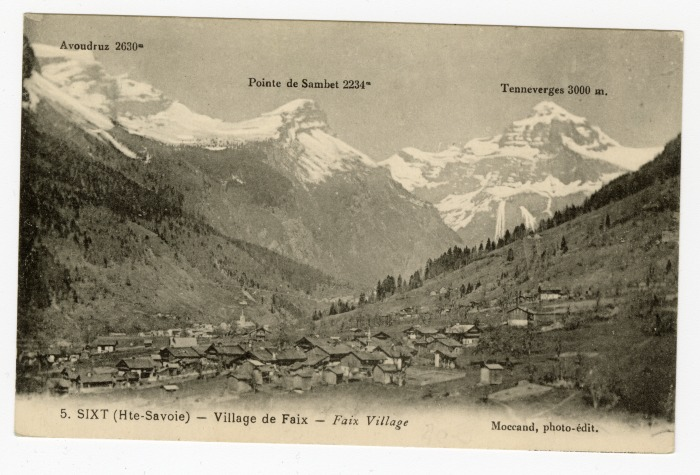 Avoudruz 2630m
Pointe de Sambet 2234m
Tenneverges 3000 m.
5. SIXT (Hte-Savoie) — Village de Faix — Faix Village
Moccand, photo-édit.